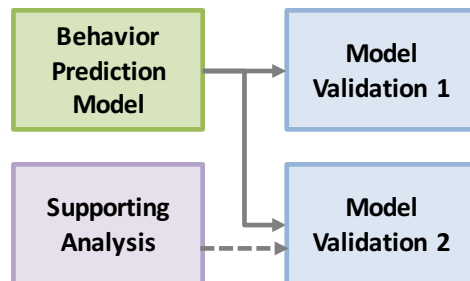 Behavior
Prediction
Model
Model
Validation 1
Supporting
Analysis
Model
Validation 2